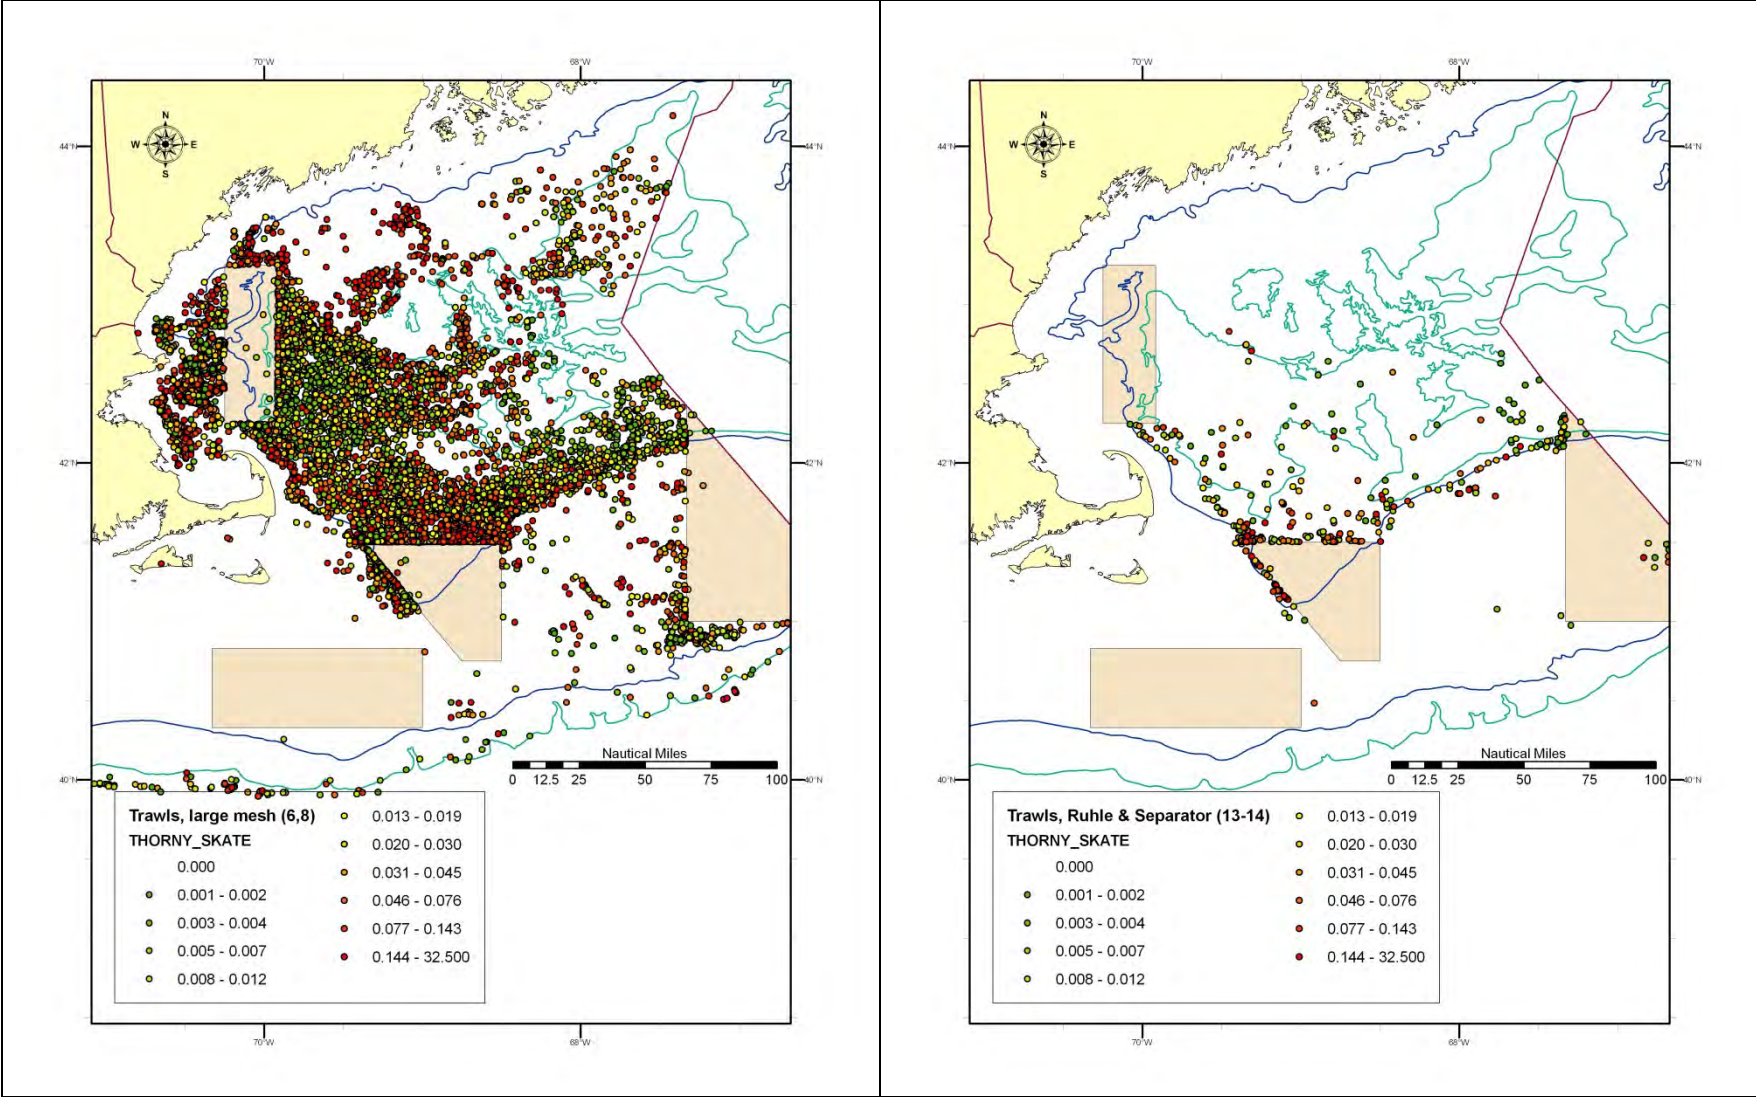 70°W
68°W
N
W
E
S
44°N
44°N
42°N
42°N
Nautical Miles
0
12.5
25
50
75
100
40°N
40°N
Trawls, large mesh (6,8)
THORNY_SKATE
0.000
0.001 - 0.002
0.003 - 0.004
0.005 - 0.007
0.008 - 0.012
0.013 - 0.019
0.020 - 0.030
0.031 - 0.045
0.046 - 0.076
0.077 - 0.143
0.144 - 32.500
70°W
68°W
70°W
68°W
N
W
E
S
44°N
44°N
42°N
42°N
Nautical Miles
0
12.5
25
50
75
100
40°N
40°N
Trawls, Ruhle & Separator (13-14)
THORNY_SKATE
0.000
0.001 - 0.002
0.003 - 0.004
0.005 - 0.007
0.008 - 0.012
0.013 - 0.019
0.020 - 0.030
0.031 - 0.045
0.046 - 0.076
0.077 - 0.143
0.144 - 32.500
70°W
68°W